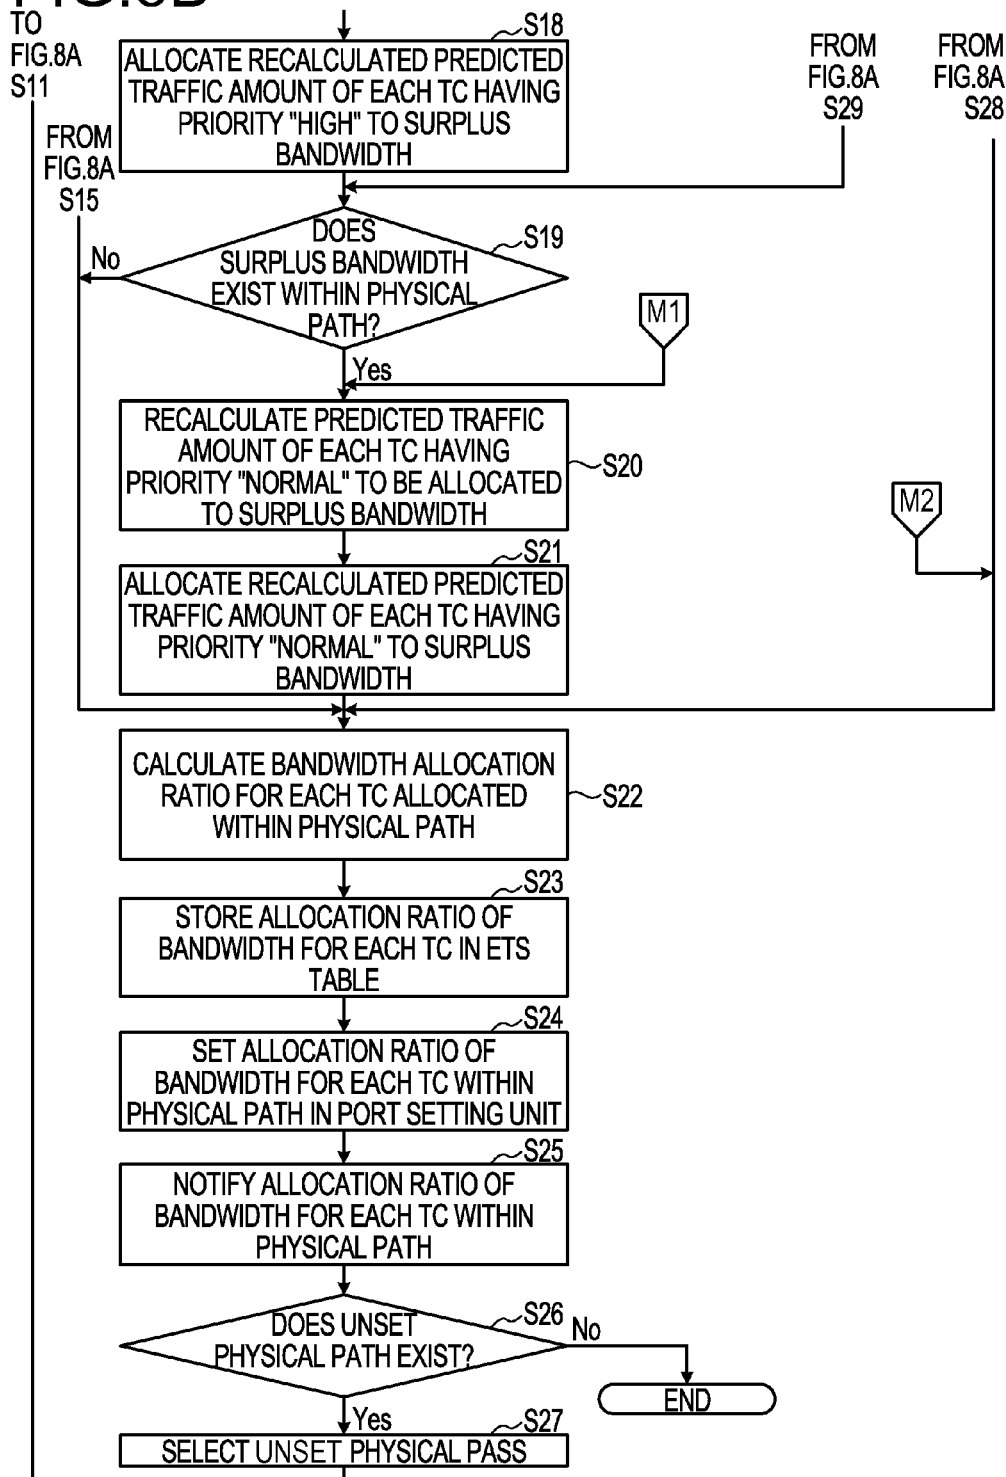 TO
FIG.8A
S11
S18
ALLOCATE RECALCULATED PREDICTED
TRAFFIC AMOUNT OF EACH TC HAVING
PRIORITY "HIGH" TO SURPLUS
BANDWIDTH
FROM
FIG.8A
S29
FROM
FIG.8A
S28
FROM
FIG.8A
S15
S19
DOES
SURPLUS BANDWIDTH
EXIST WITHIN PHYSICAL
PATH?
No
Yes
M1
RECALCULATE PREDICTED TRAFFIC
AMOUNT OF EACH TC HAVING
PRIORITY "NORMAL" TO BE ALLOCATED
TO SURPLUS BANDWIDTH
S20
M2
S21
ALLOCATE RECALCULATED PREDICTED
TRAFFIC AMOUNT OF EACH TC HAVING
PRIORITY "NORMAL" TO SURPLUS
BANDWIDTH
CALCULATE BANDWIDTH ALLOCATION
RATIO FOR EACH TC ALLOCATED
WITHIN PHYSICAL PATH
S22
S23
STORE ALLOCATION RATIO OF
BANDWIDTH FOR EACH TC IN ETS
TABLE
S24
SET ALLOCATION RATIO OF
BANDWIDTH FOR EACH TC WITHIN
PHYSICAL PATH IN PORT SETTING UNIT
S25
NOTIFY ALLOCATION RATIO OF
BANDWIDTH FOR EACH TC WITHIN
PHYSICAL PATH
S26
DOES UNSET
PHYSICAL PATH EXIST?
No
END
Yes
S27
SELECT UNSET PHYSICAL PASS